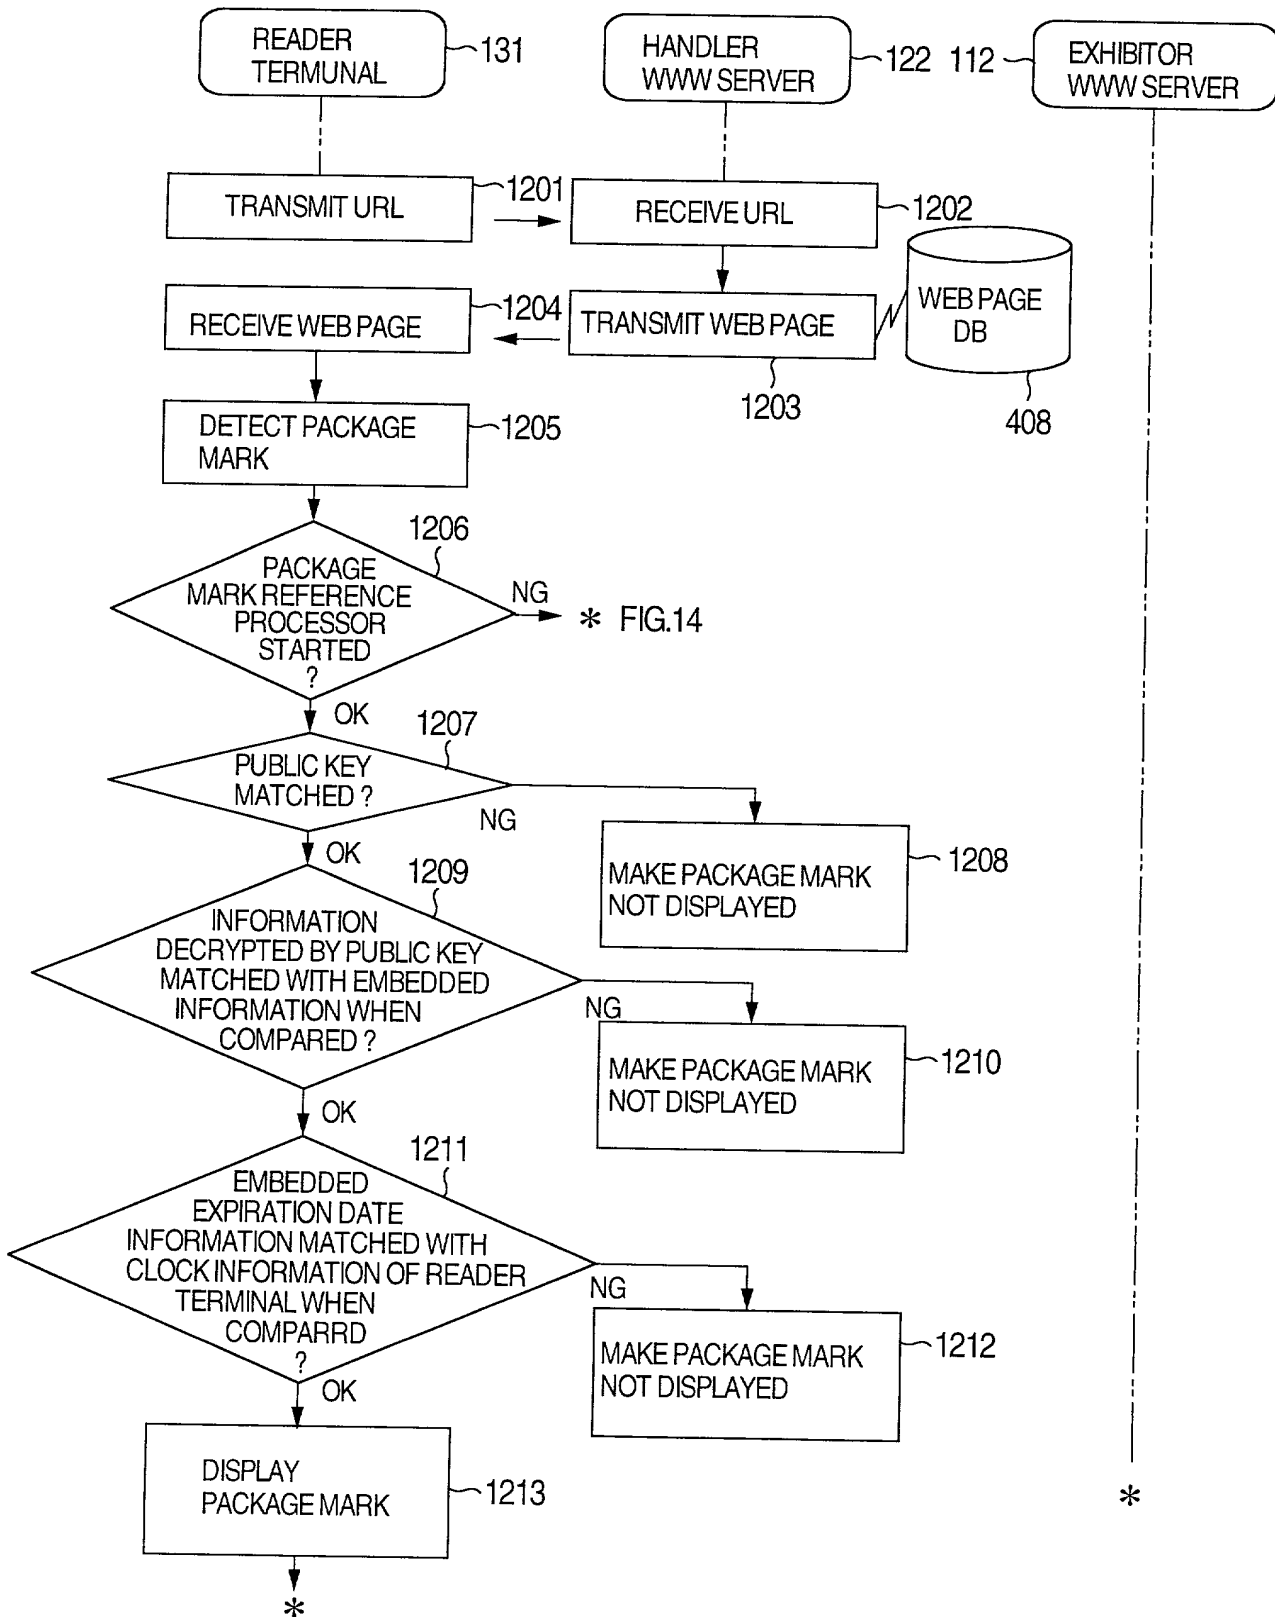 READER
TERMUNAL
131
HANDLER
WWW SERVER
122
112
EXHIBITOR
WWW SERVER
TRANSMIT URL
1201
RECEIVE URL
1202
RECEIVE WEB PAGE
1204
TRANSMIT WEB PAGE
1203
WEB PAGE
DB
408
DETECT PACKAGE
MARK
1205
1206
PACKAGE
MARK REFERENCE
PROCESSOR
STARTED
?
NG
* FIG.14
OK
1207
PUBLIC KEY
MATCHED ?
NG
OK
MAKE PACKAGE MARK
NOT DISPLAYED
1208
1209
INFORMATION
DECRYPTED BY PUBLIC KEY
MATCHED WITH EMBEDDED
INFORMATION WHEN
COMPARED ?
NG
OK
MAKE PACKAGE MARK
NOT DISPLAYED
1210
1211
EMBEDDED
EXPIRATION DATE
INFORMATION MATCHED WITH
CLOCK INFORMATION OF READER
TERMINAL WHEN
COMPARRD
?
NG
OK
MAKE PACKAGE MARK
NOT DISPLAYED
1212
DISPLAY
PACKAGE MARK
1213
*
*